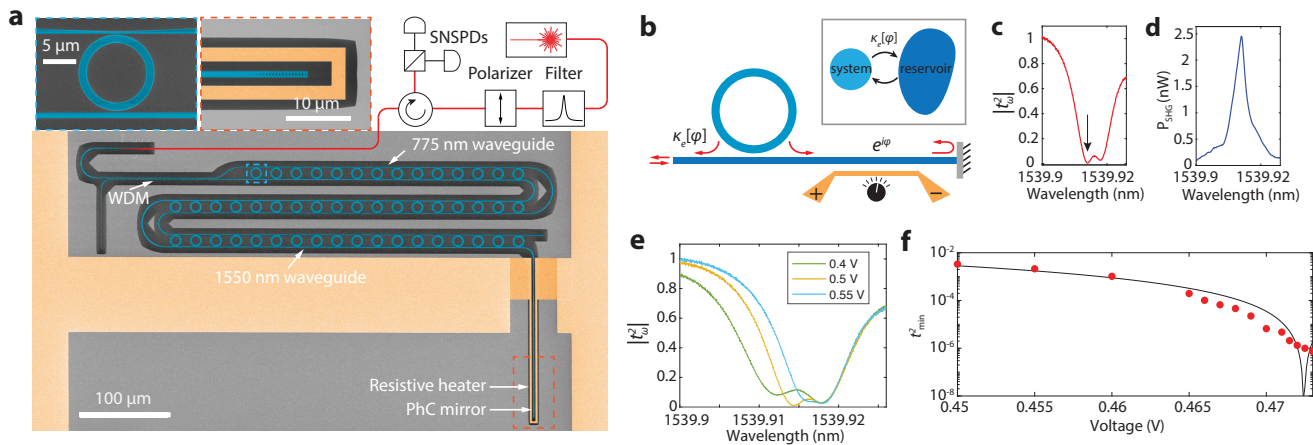 a
5 μm
10 μm
SNSPDs
Polarizer
Filter
775 nm waveguide
WDM
1550 nm waveguide
Resistive heater
PhC mirror
100 μm
b
κe[φ]
system
reservoir
κe[φ]
e^iφ
+
−
c
|t²ω|
1
0.8
0.6
0.4
0.2
0
1539.9
1539.92
Wavelength (nm)
d
P_SHG (nW)
2.5
2
1.5
1
0.5
0
1539.9
1539.92
Wavelength (nm)
e
0.4 V
0.5 V
0.55 V
|t²ω|
1
0.8
0.6
0.4
0.2
0
1539.9
1539.91
1539.92
Wavelength (nm)
f
t²min
10⁻²
10⁻⁴
10⁻⁶
10⁻⁸
0.45
0.455
0.46
0.465
0.47
Voltage (V)